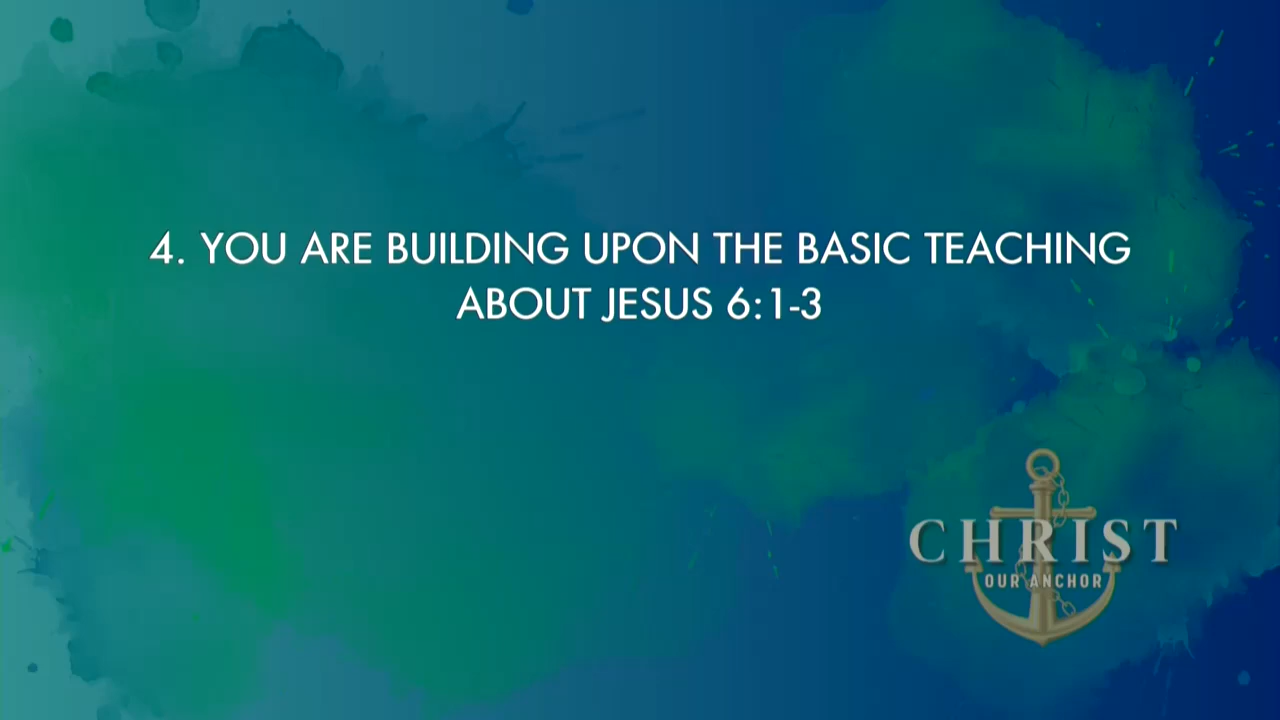 4. YOU ARE BUILDING UPON THE BASIC TEACHING
ABOUT JESUS 6:1-3
CHRIST
OUR ANCHOR